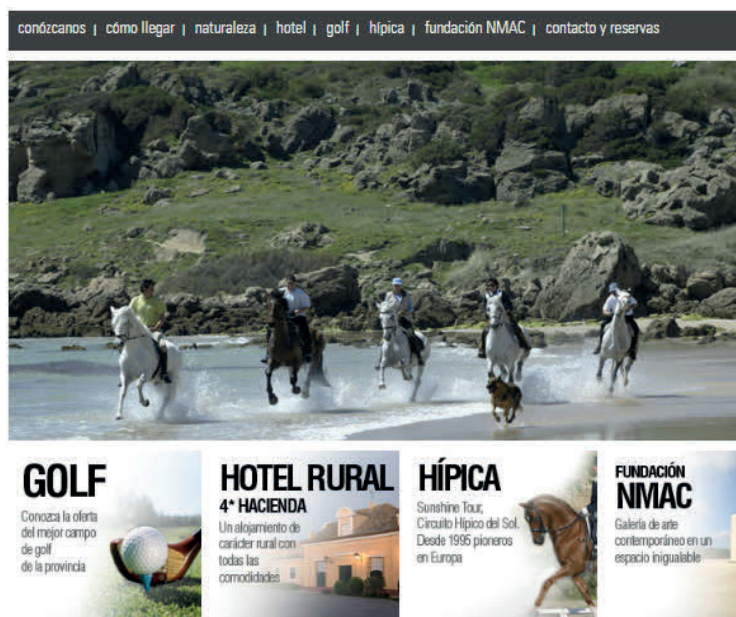 conózcanos | cómo llegar | naturaleza | hotel | golf | hípica | fundación NMAC | contacto y reservas
GOLF
Conozca la oferta
del mejor campo
de golf
de la provincia
HOTEL RURAL
4* HACIENDA
Un alojamiento de
carácter rural con
todas las
comodidades
HÍPICA
Sunshine Tour,
Circuito Hípico del Sol.
Desde 1995 pioneros
en Europa
FUNDACIÓN
NMAC
Galería de arte
contemporáneo en un
espacio inigualable